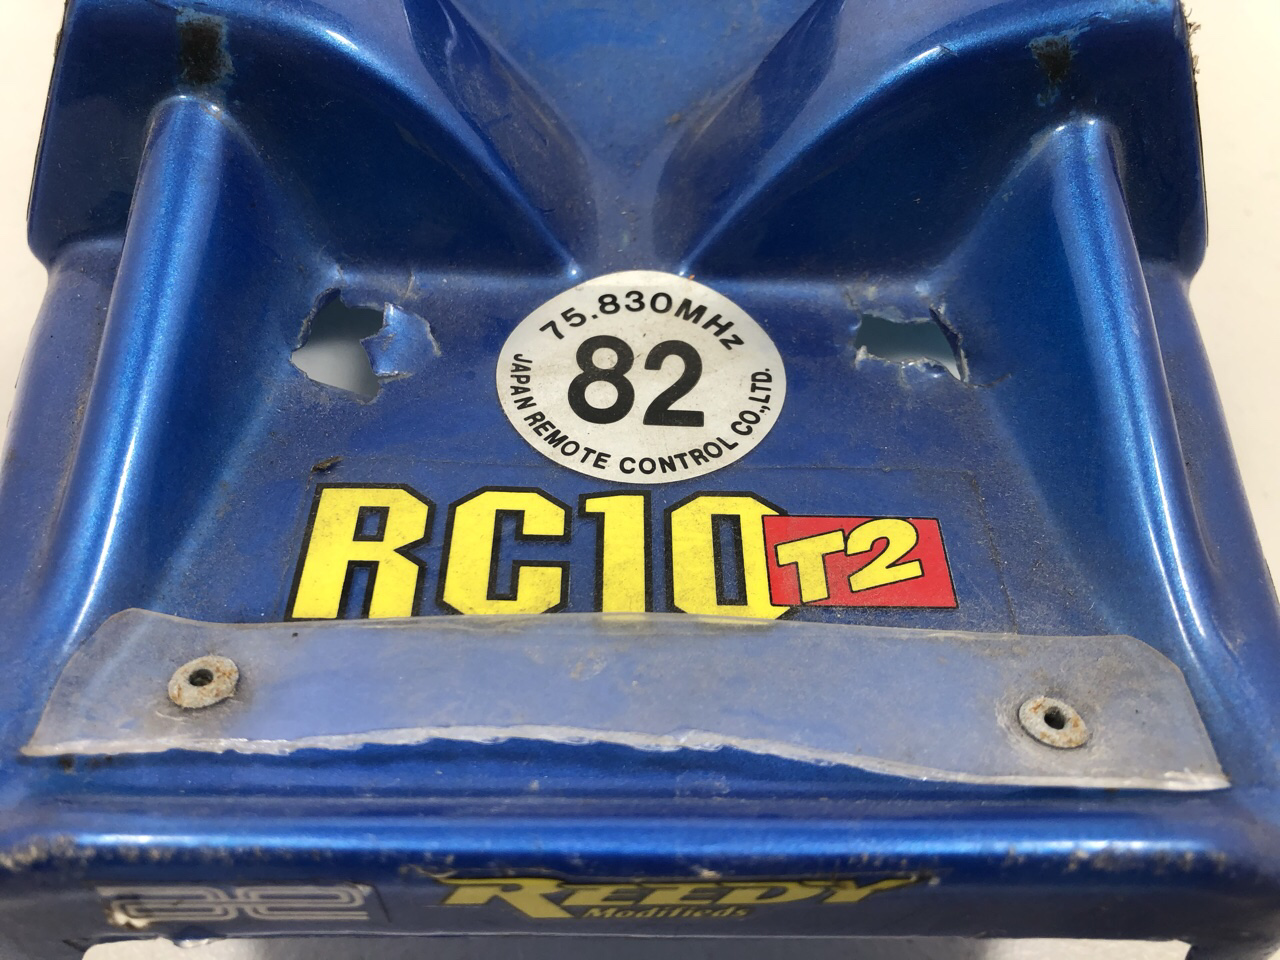 75.830MHz
82
JAPAN REMOTE CONTROL CO.,LTD.
RC10 T2
REEDY
Modifieds